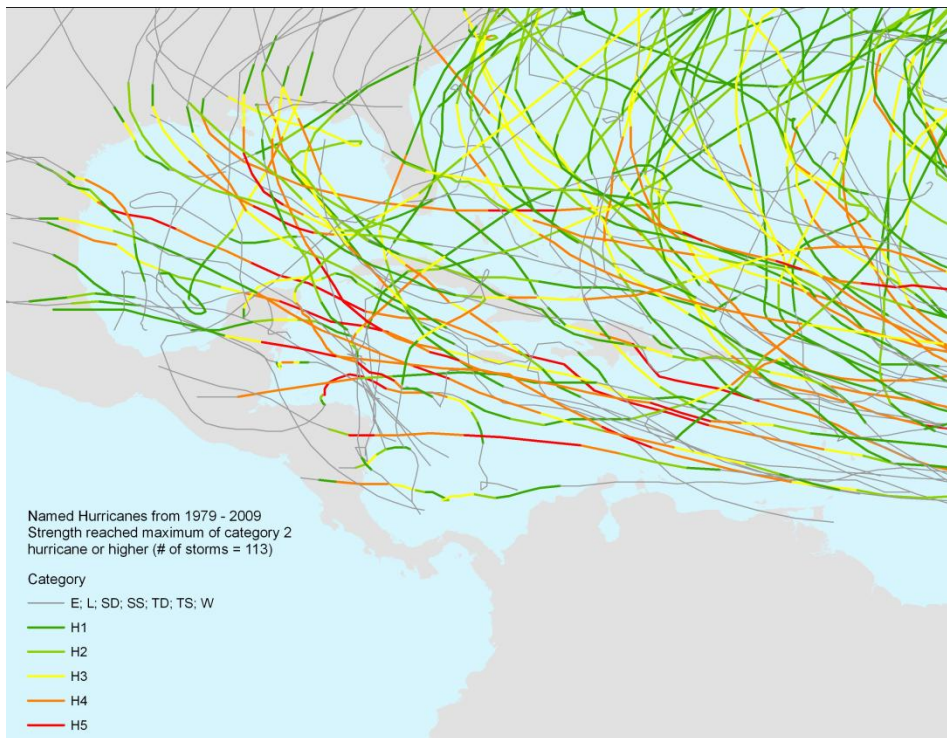 Named Hurricanes from 1979 - 2009
Strength reached maximum of category 2
hurricane or higher (# of storms = 113)
Category
E; L; SD; SS; TD; TS; W
H1
H2
H3
H4
H5